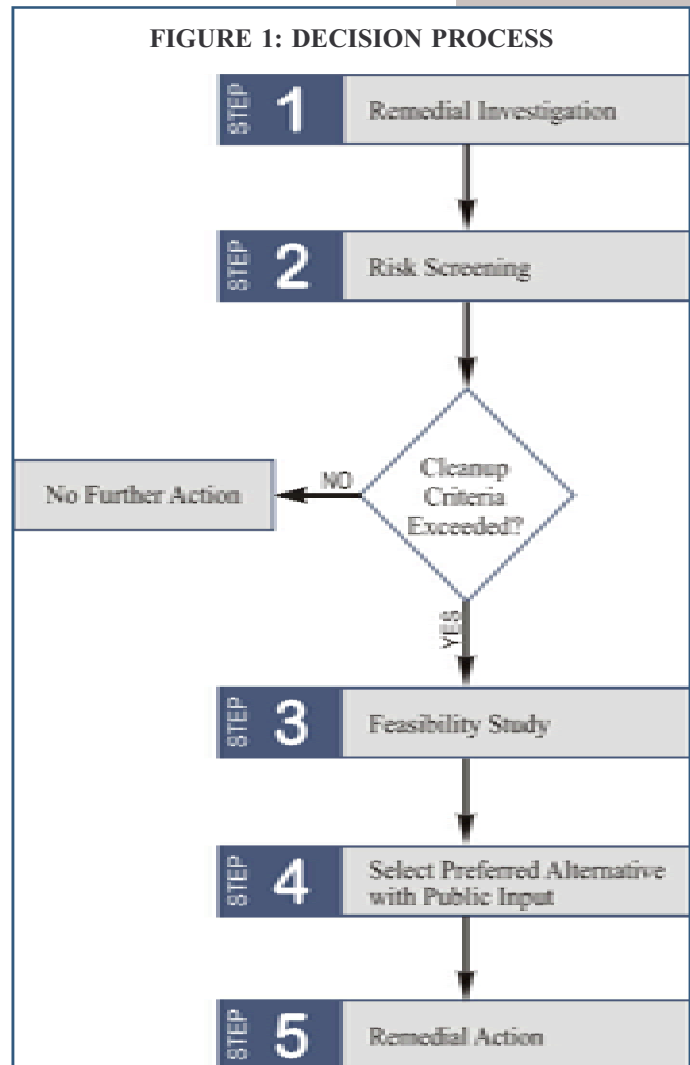 FIGURE 1: DECISION PROCESS
STEP 1 Remedial Investigation
STEP 2 Risk Screening
Cleanup
Criteria
Exceeded?
NO
No Further Action
YES
STEP 3 Feasibility Study
STEP 4 Select Preferred Alternative
with Public Input
STEP 5 Remedial Action